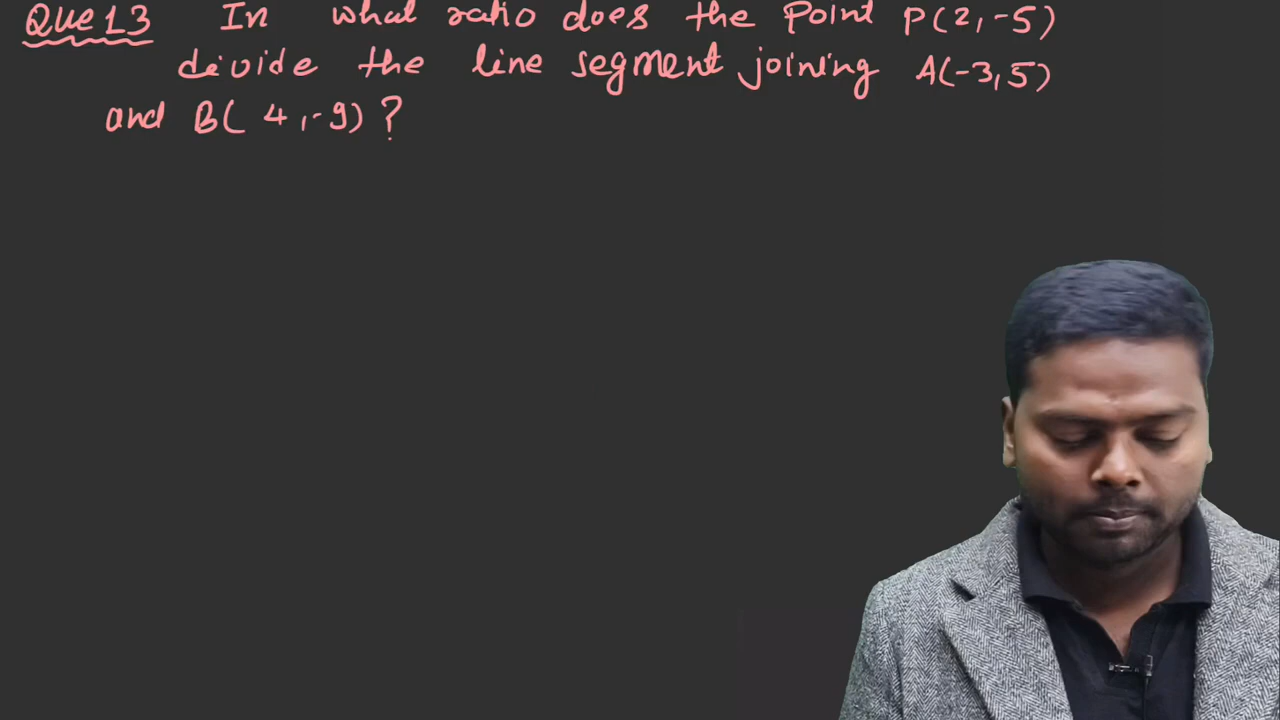 Que 13 In what ratio does the Point P(2,-5)
divide the line segment joining A(-3,5)
and B( 4,-9) ?